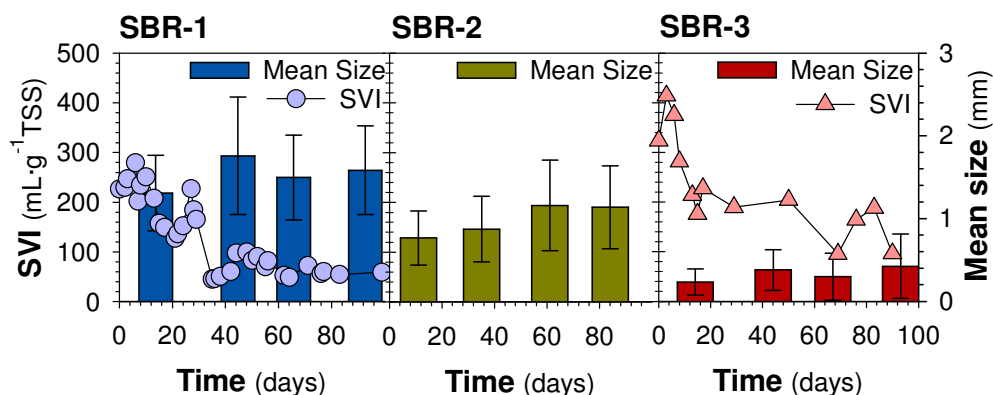 SBR-1 SBR-2 SBR-3
500 400 300 200 100 0
SVI (mL·g⁻¹TSS)
Mean Size
SVI
Mean Size
Mean Size
SVI
3 2 1 0
Mean size (mm)
0 20 40 60 80 0 20 40 60 80 0 20 40 60 80 100
Time (days) Time (days) Time (days)